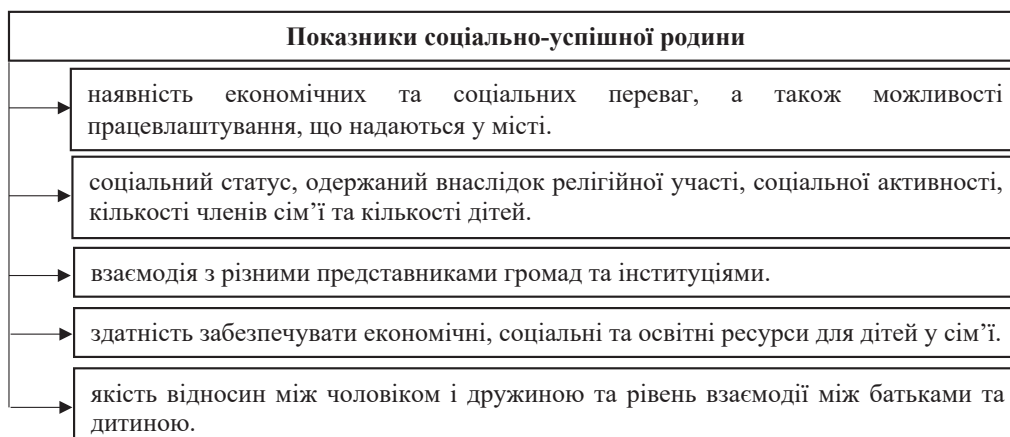 Показники соціально-успішної родини
наявність економічних та соціальних переваг, а також можливості
працевлаштування, що надаються у місті.
соціальний статус, одержаний внаслідок релігійної участі, соціальної активності,
кількості членів сім’ї та кількості дітей.
взаємодія з різними представниками громад та інституціями.
здатність забезпечувати економічні, соціальні та освітні ресурси для дітей у сім’ї.
якість відносин між чоловіком і дружиною та рівень взаємодії між батьками та
дитиною.